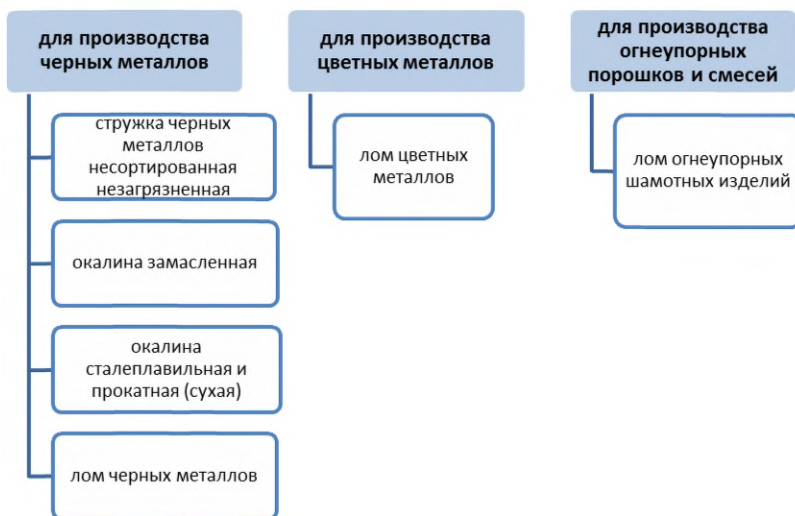 для производства
черных металлов
стружка черных
металлов
несортированная
незагрязненная
окалина замасленная
окалина
сталеплавильная и
прокатная (сухая)
лом черных металлов
для производства
цветных металлов
лом цветных
металлов
для производства
огнеупорных
порошков и смесей
лом огнеупорных
шамотных изделий